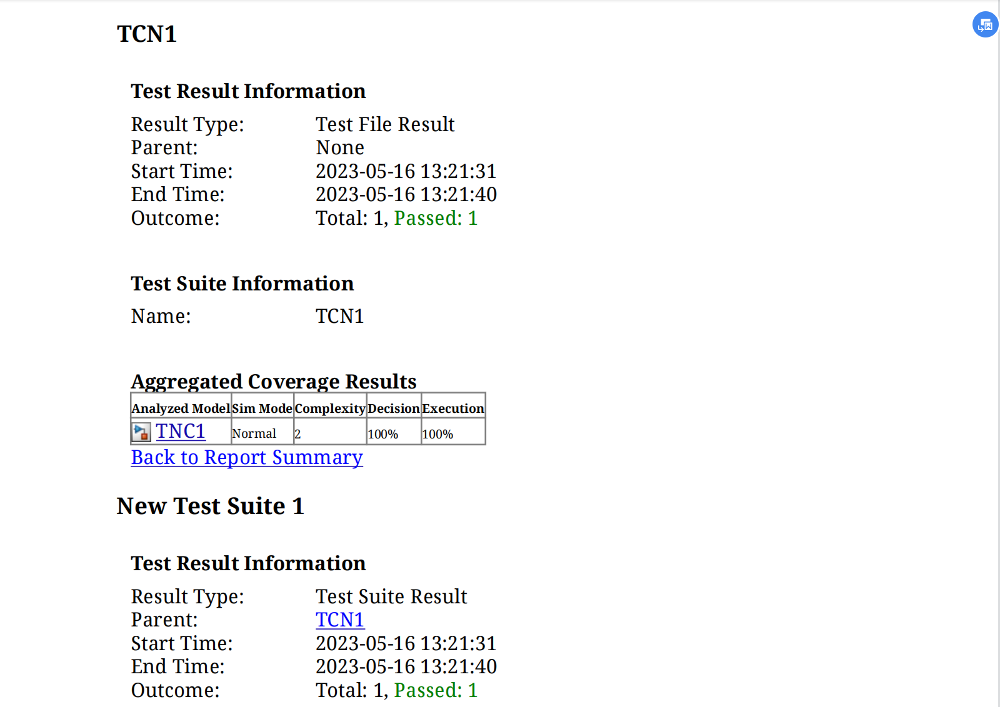 TCN1
Test Result Information
Result Type: Test File Result
Parent: None
Start Time: 2023-05-16 13:21:31
End Time: 2023-05-16 13:21:40
Outcome: Total: 1, Passed: 1
Test Suite Information
Name: TCN1
Aggregated Coverage Results
Analyzed Model Sim Mode Complexity Decision Execution
TNC1 Normal 2 100% 100%
Back to Report Summary
New Test Suite 1
Test Result Information
Result Type: Test Suite Result
Parent: TCN1
Start Time: 2023-05-16 13:21:31
End Time: 2023-05-16 13:21:40
Outcome: Total: 1, Passed: 1